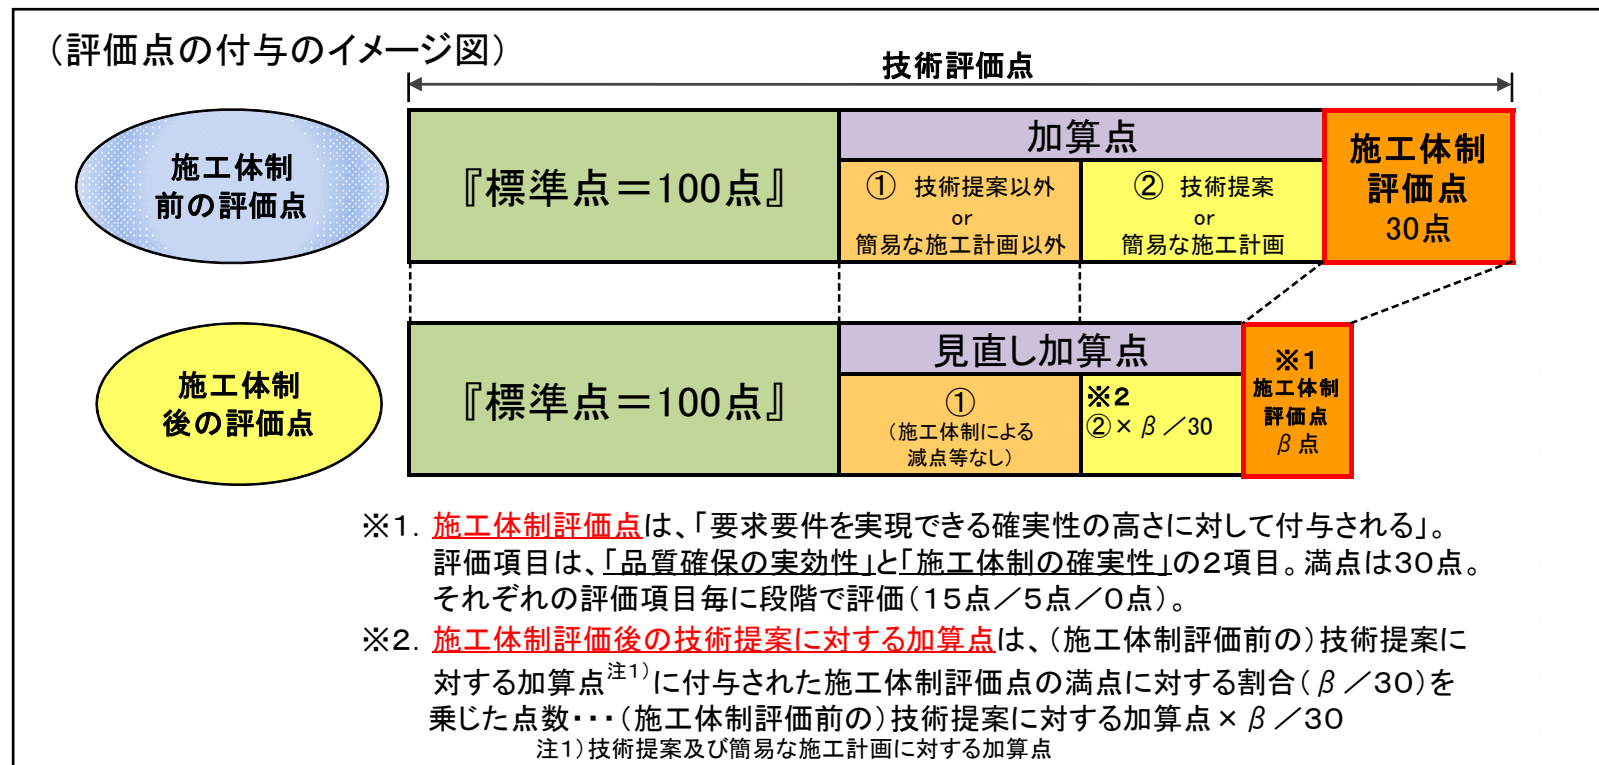 （評価点の付与のイメージ図）
技術評価点
施工体制
前の評価点
『標準点＝100点』
加算点
① 技術提案以外
or
簡易な施工計画以外
② 技術提案
or
簡易な施工計画
施工体制
評価点
30点
施工体制
後の評価点
『標準点＝100点』
見直し加算点
①
（施工体制による
減点等なし）
※2
②×β／30
※1
施工体制
評価点
β点
※1．施工体制評価点は、「要求要件を実現できる確実性の高さに対して付与される」。
評価項目は、「品質確保の実効性」と「施工体制の確実性」の2項目。満点は30点。
それぞれの評価項目毎に段階で評価（15点／5点／0点）。
※2．施工体制評価後の技術提案に対する加算点は、（施工体制評価前の）技術提案に
対する加算点注1）に付与された施工体制評価点の満点に対する割合（β／30）を
乗じた点数・・・（施工体制評価前の）技術提案に対する加算点×β／30
注1）技術提案及び簡易な施工計画に対する加算点